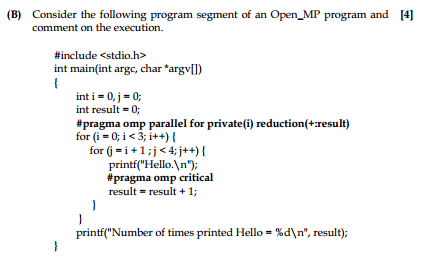 (B) Consider the following program segment of an Open_MP program and [4]
comment on the execution.
#include <stdio.h>
int main(int argc, char *argv[])
{
int i = 0, j = 0;
int result = 0;
#pragma omp parallel for private(i) reduction(+:result)
for (i = 0; i < 3; i++) {
for (j = i + 1 ; j < 4; j++) {
printf("Hello.\n");
#pragma omp critical
result = result + 1;
}
}
printf("Number of times printed Hello = %d\n", result);
}